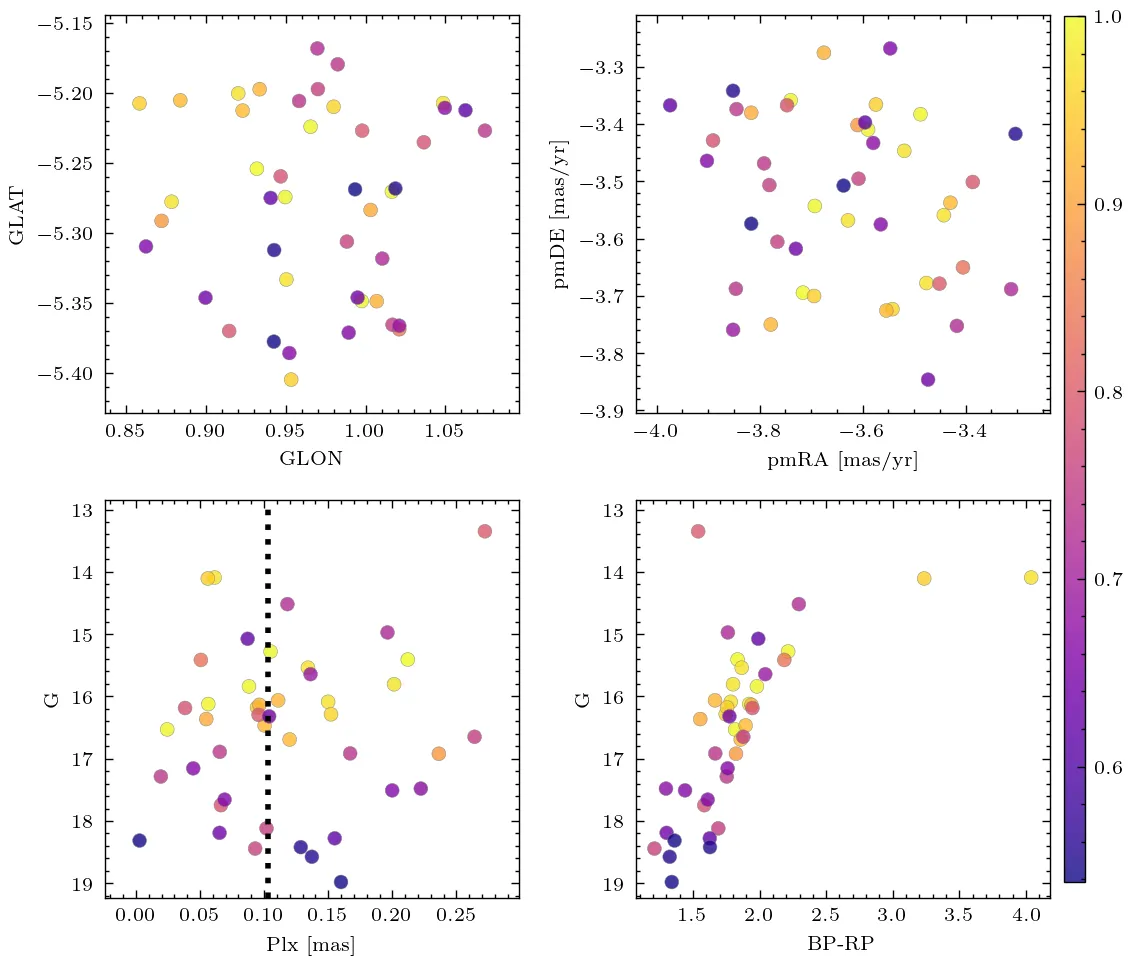 −5.15
−5.20
−5.25
−5.30
−5.35
−5.40
GLAT
0.85 0.90 0.95 1.00 1.05
GLON
−3.3
−3.4
−3.5
−3.6
−3.7
−3.8
−3.9
pmDE [mas/yr]
−4.0 −3.8 −3.6 −3.4
pmRA [mas/yr]
1.0
0.9
0.8
0.7
0.6
13
14
15
16
17
18
19
G
0.00 0.05 0.10 0.15 0.20 0.25
Plx [mas]
13
14
15
16
17
18
19
G
1.5 2.0 2.5 3.0 3.5 4.0
BP-RP